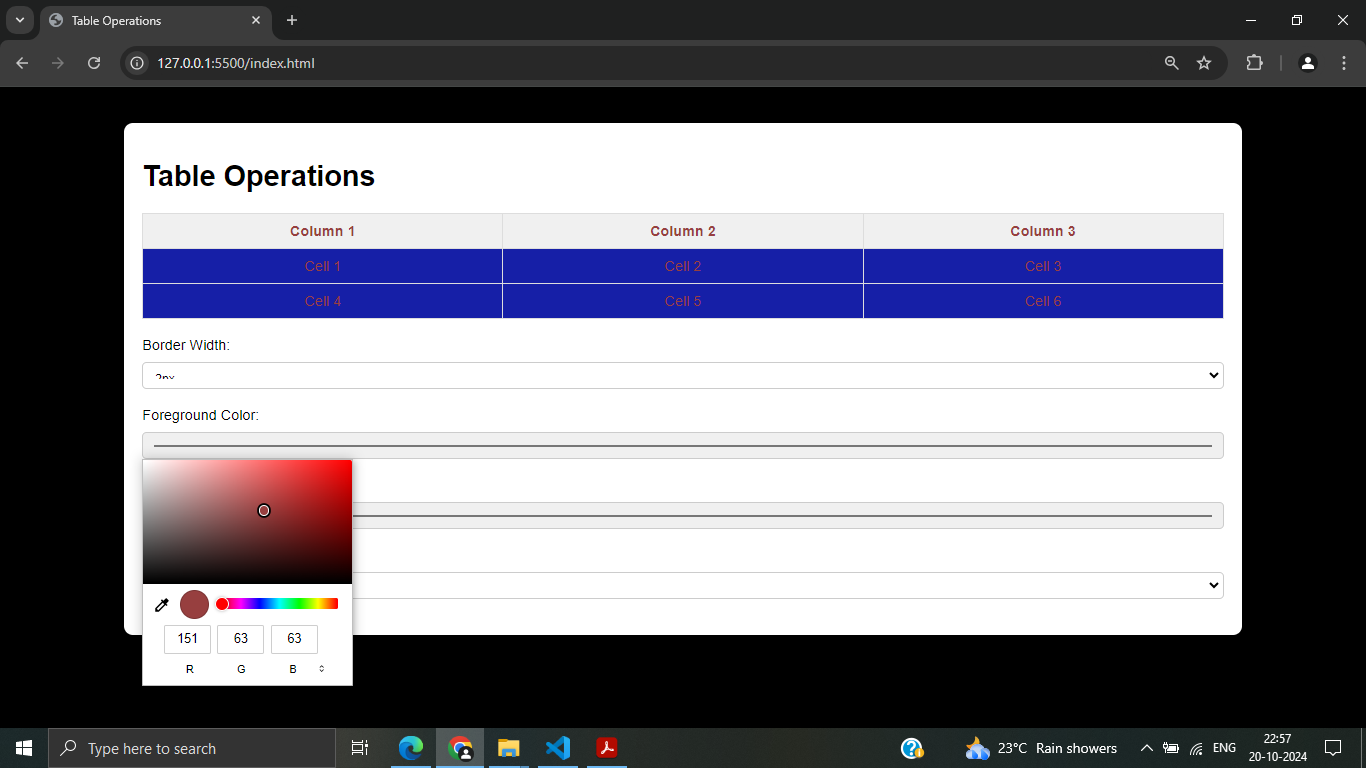 Table Operations
127.0.0.1:5500/index.html
Table Operations
Column 1 Column 2 Column 3
Cell 1 Cell 2 Cell 3
Cell 4 Cell 5 Cell 6
Border Width:
2px
Foreground Color:
151 63 63
R G B
Type here to search
23°C Rain showers
ENG
22:57
20-10-2024